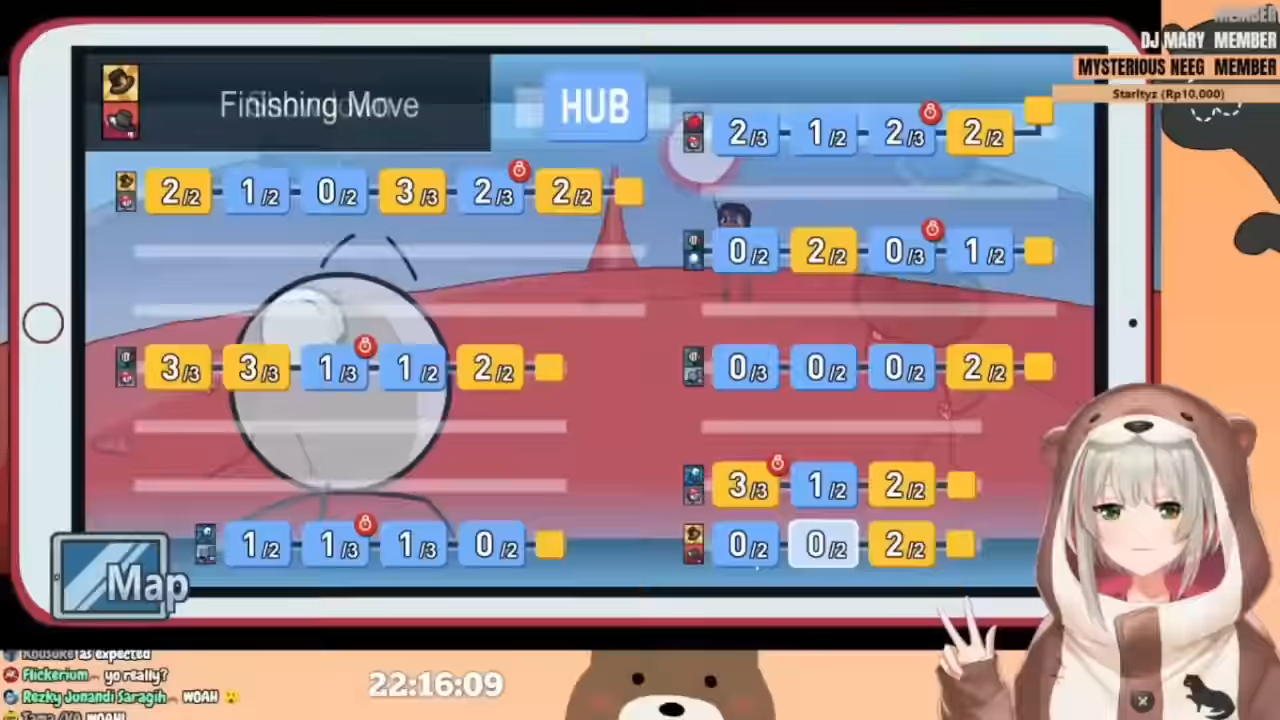 MEMBER
DJ MARY MEMBER
MYSTERIOUS NEEG MEMBER
Starityz (Rp10,000)
Finishing Move
HUB
2/3 1/2 2/3 2/2
2/2 1/2 0/2 3/3 2/3 2/2
0/2 2/2 0/3 1/2
3/3 3/3 1/3 1/2 2/2
0/3 0/2 0/2 2/2
3/3 1/2 2/2
1/2 1/3 1/3 0/2
0/2 0/2 2/2
Map
as expected
Flickerium yo really?
Rezky Junandi Saragih WOAH
WOAH!
22:16:09